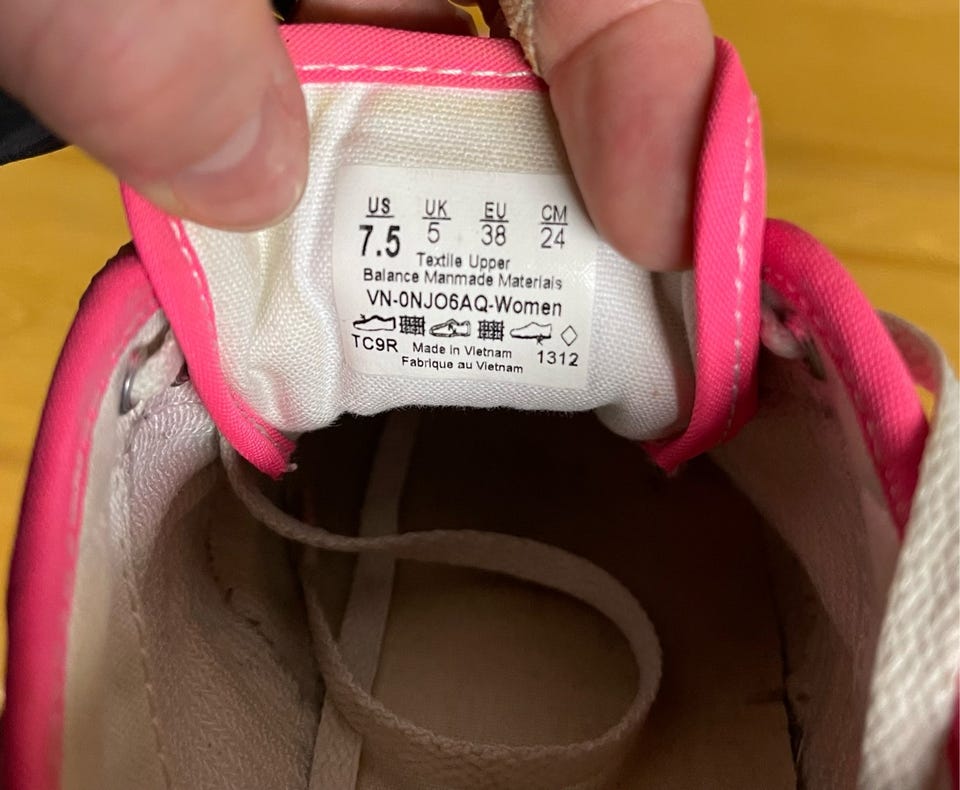 US UK EU CM
7.5 5 38 24
Textile Upper
Balance Manmade Materials
VN-0NJO6AQ-Women
TC9R Made in Vietnam 1312
Fabrique au Vietnam